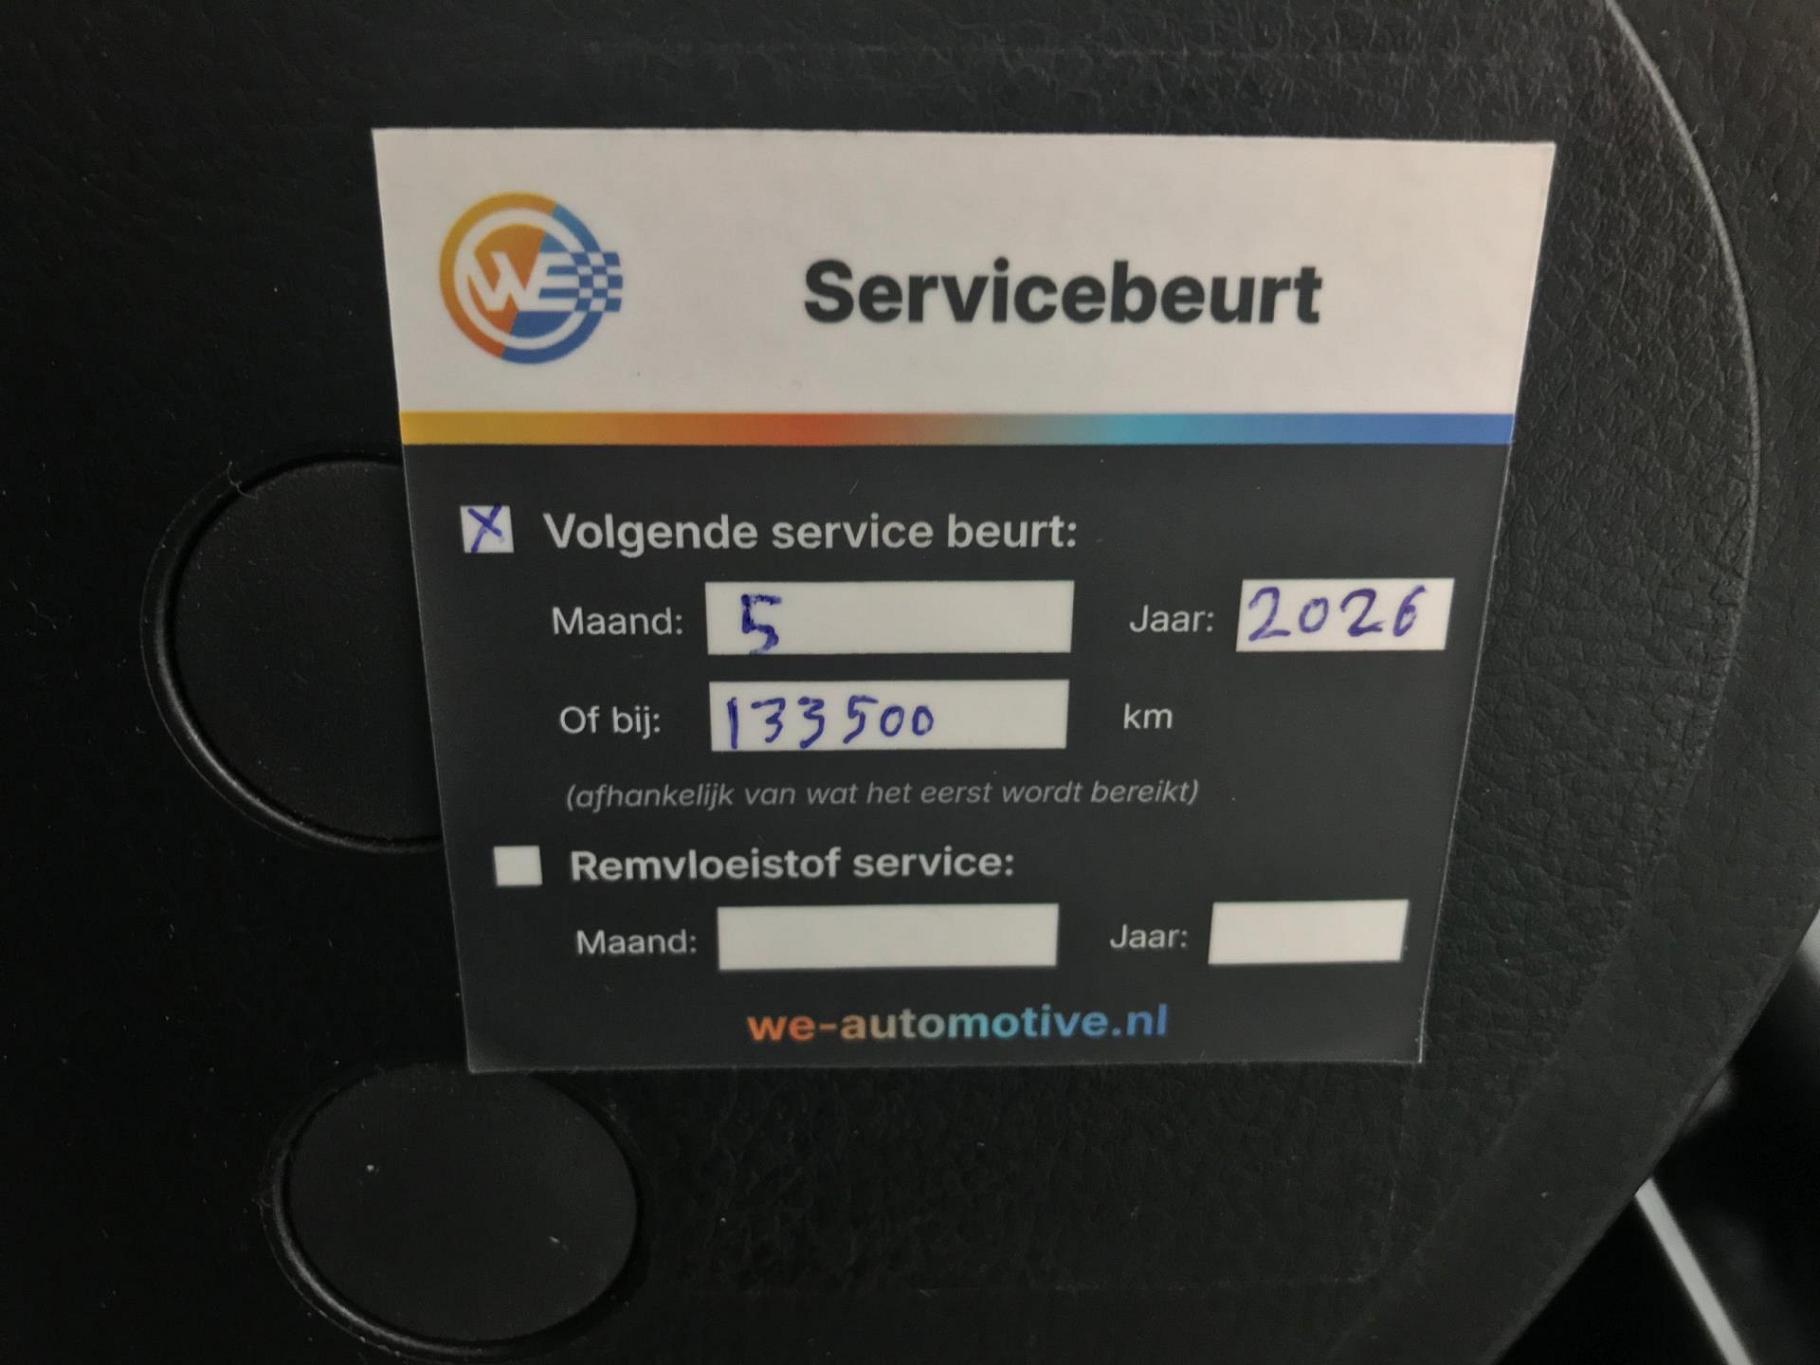 WE
Servicebeurt
X Volgende service beurt:
Maand: 5 Jaar: 2026
Of bij: 133500 km
(afhankelijk van wat het eerst wordt bereikt)
Remvloeistof service:
Maand: Jaar:
we-automotive.nl